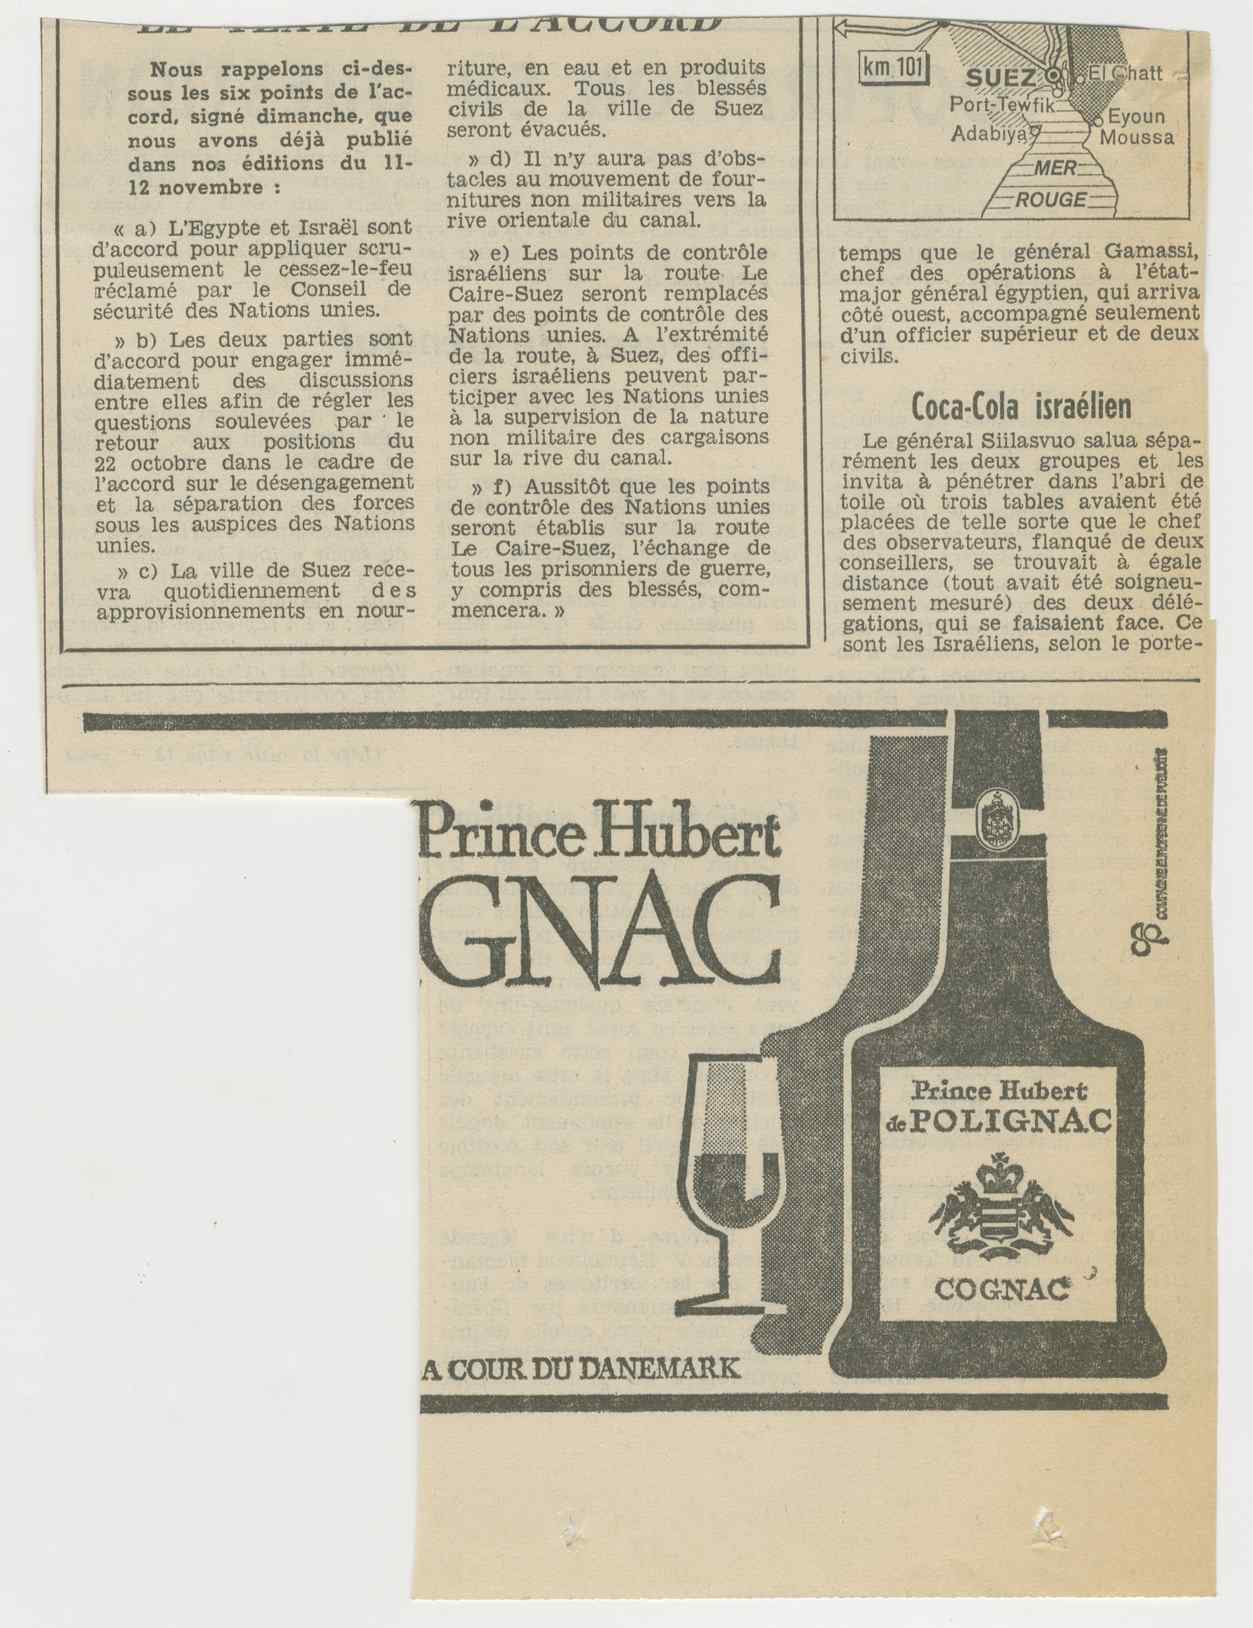 LE TEXTE DE L'ACCORD
Nous rappelons ci-des-
sous les six points de l'ac-
cord, signé dimanche, que
nous avons déjà publié
dans nos éditions du 11-
12 novembre :
« a) L'Egypte et Israël sont
d'accord pour appliquer scru-
puleusement le cessez-le-feu
réclamé par le Conseil de
sécurité des Nations unies.
» b) Les deux parties sont
d'accord pour engager immé-
diatement des discussions
entre elles afin de régler les
questions soulevées par le
retour aux positions du
22 octobre dans le cadre de
l'accord sur le désengagement
et la séparation des forces
sous les auspices des Nations
unies.
» c) La ville de Suez rece-
vra quotidiennement des
approvisionnements en nour-
riture, en eau et en produits
médicaux. Tous les blessés
civils de la ville de Suez
seront évacués.
» d) Il n'y aura pas d'obs-
tacles au mouvement de four-
nitures non militaires vers la
rive orientale du canal.
» e) Les points de contrôle
israéliens sur la route Le
Caire-Suez seront remplacés
par des points de contrôle des
Nations unies. A l'extrémité
de la route, à Suez, des offi-
ciers israéliens peuvent par-
ticiper avec les Nations unies
à la supervision de la nature
non militaire des cargaisons
sur la rive du canal.
» f) Aussitôt que les points
de contrôle des Nations unies
seront établis sur la route
Le Caire-Suez, l'échange de
tous les prisonniers de guerre,
y compris des blessés, com-
mencera. »
km 101
SUEZ
El Chatt
Port-Tewfik
Eyoun
Moussa
Adabiya
MER
ROUGE
temps que le général Gamassi,
chef des opérations à l'état-
major général égyptien, qui arriva
côté ouest, accompagné seulement
d'un officier supérieur et de deux
civils.
Coca-Cola israélien
Le général Siilasvuo salua sépa-
rément les deux groupes et les
invita à pénétrer dans l'abri de
toile où trois tables avaient été
placées de telle sorte que le chef
des observateurs, flanqué de deux
conseillers, se trouvait à égale
distance (tout avait été soigneu-
sement mesuré) des deux délé-
gations, qui se faisaient face. Ce
sont les Israéliens, selon le porte-
Prince Hubert
GNAC
A COUR DU DANEMARK
Prince Hubert
de POLIGNAC
COGNAC
COMPAGNIE EUROPÉENNE DE PUBLICITÉ